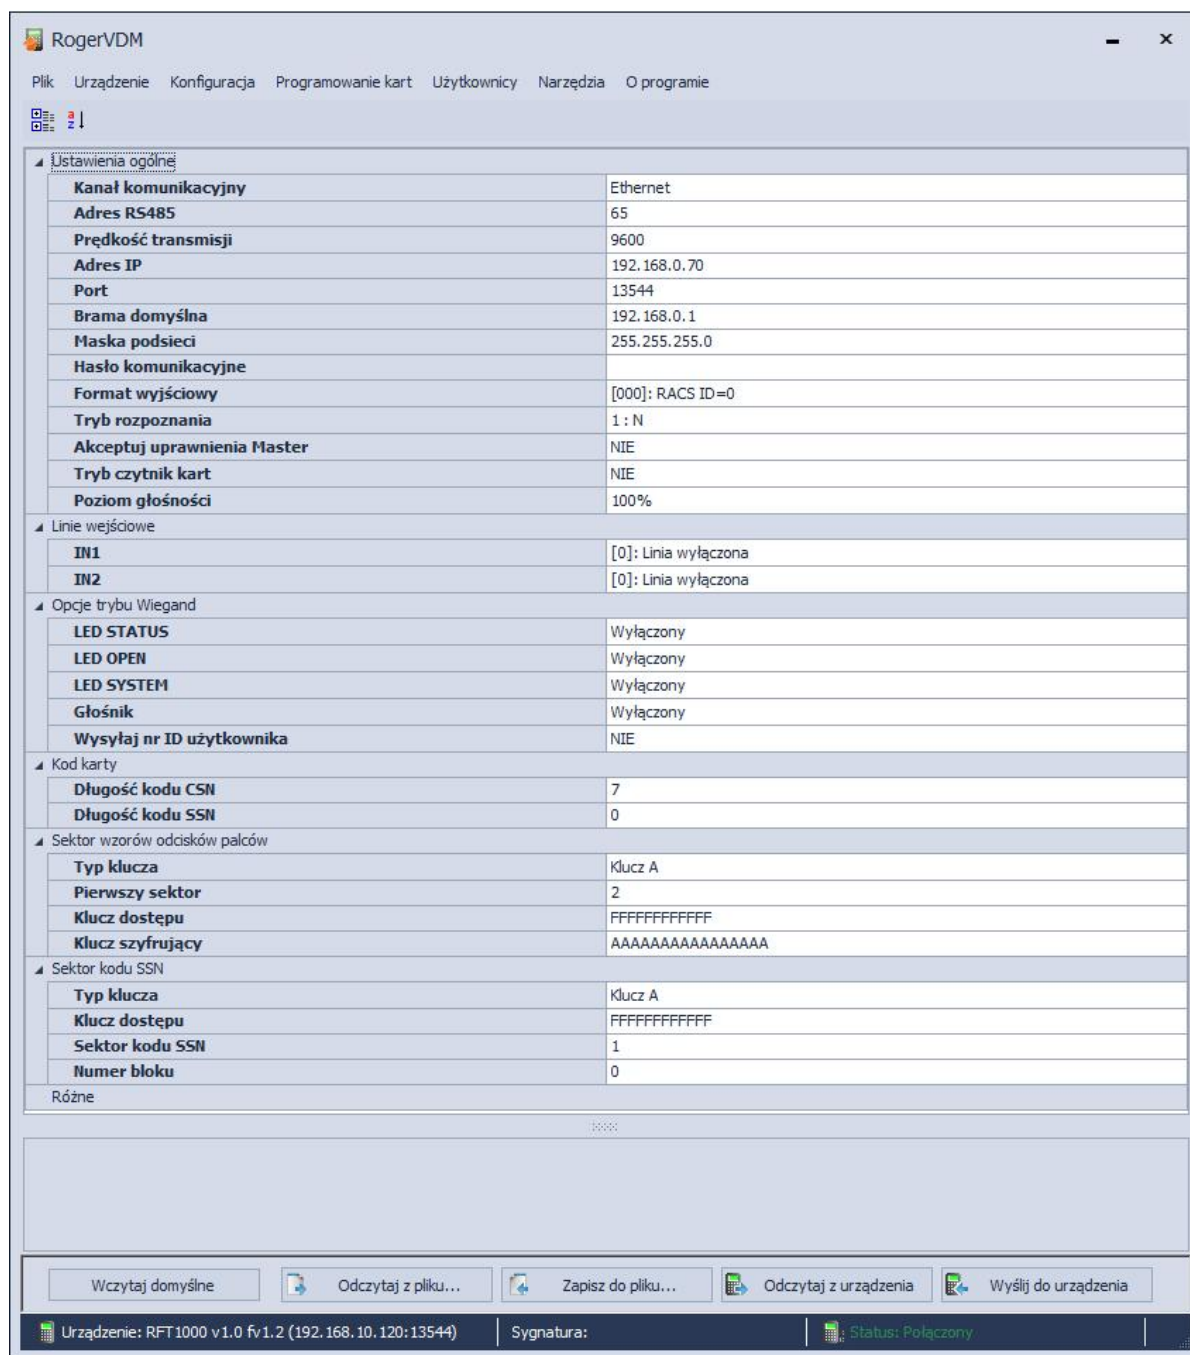 RogerVDM
Plik Urządzenie Konfiguracja Programowanie kart Użytkownicy Narzędzia O programie
Ustawienia ogólne
Kanał komunikacyjny Ethernet
Adres RS485 65
Prędkość transmisji 9600
Adres IP 192.168.0.70
Port 13544
Brama domyślna 192.168.0.1
Maska podsieci 255.255.255.0
Hasło komunikacyjne
Format wyjściowy [000]: RACS ID=0
Tryb rozpoznania 1 : N
Akceptuj uprawnienia Master NIE
Tryb czytnik kart NIE
Poziom głośności 100%
Linie wejściowe
IN1 [0]: Linia wyłączona
IN2 [0]: Linia wyłączona
Opcje trybu Wiegand
LED STATUS Wyłączony
LED OPEN Wyłączony
LED SYSTEM Wyłączony
Głośnik Wyłączony
Wysyłaj nr ID użytkownika NIE
Kod karty
Długość kodu CSN 7
Długość kodu SSN 0
Sektor wzorów odcisków palców
Typ klucza Klucz A
Pierwszy sektor 2
Klucz dostępu FFFFFFFFFFFF
Klucz szyfrujący AAAAAAAAAAAAAAAA
Sektor kodu SSN
Typ klucza Klucz A
Klucz dostępu FFFFFFFFFFFF
Sektor kodu SSN 1
Numer bloku 0
Różne
Wczytaj domyślne Odczytaj z pliku... Zapisz do pliku... Odczytaj z urządzenia Wyślij do urządzenia
Urządzenie: RFT1000 v1.0 fv1.2 (192.168.10.120:13544) Sygnatura: Status: Połączony